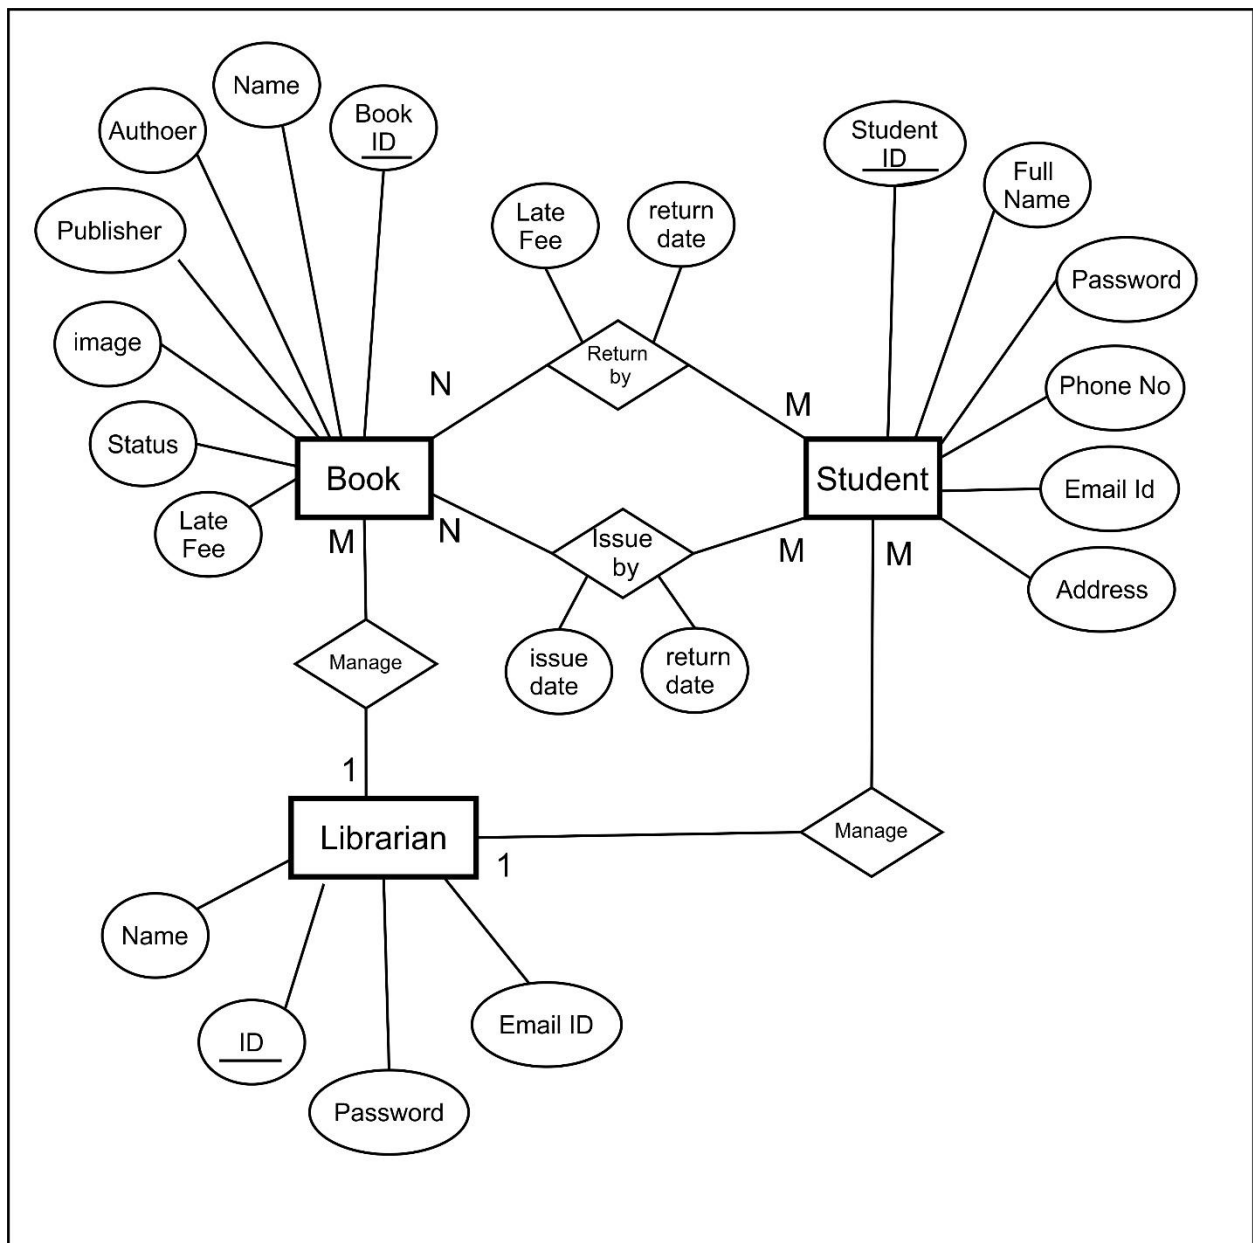 Name
Book
ID
Authoer
Publisher
image
Status
Late
Fee
Book
Late
Fee
return
date
Return
by
N
M
Student
ID
Full
Name
Password
Phone No
Email Id
Address
Student
N
M
Issue
by
issue
date
return
date
M
Manage
1
M
Manage
1
Librarian
Name
ID
Password
Email ID